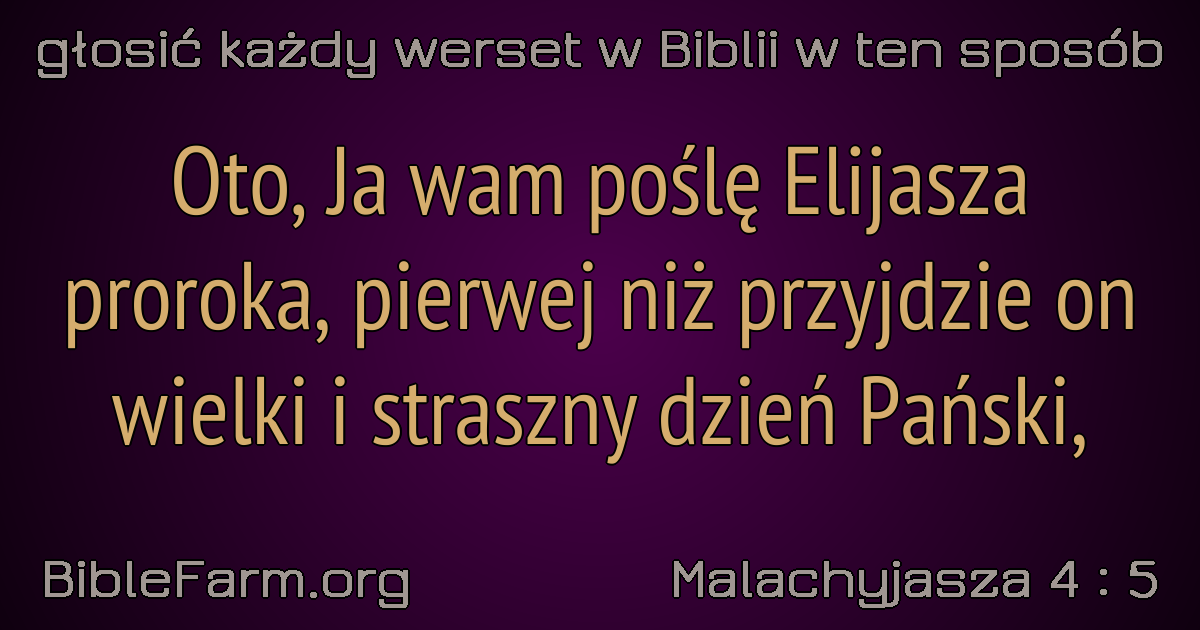 głosić każdy werset w Biblii w ten sposób
Oto, Ja wam poślę Elijasza
proroka, pierwej niż przyjdzie on
wielki i straszny dzień Pański,
BibleFarm.org
Malachyjasza 4 : 5